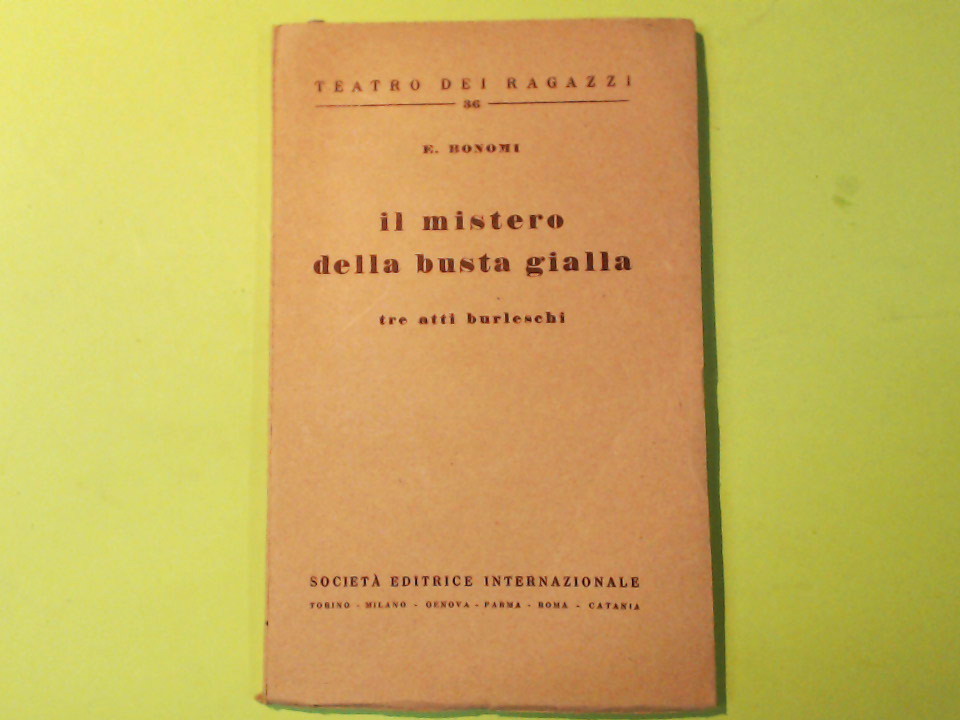 TEATRO DEI RAGAZZI
36
E. BONOMI
il mistero
della busta gialla
tre atti burleschi
SOCIETÀ EDITRICE INTERNAZIONALE
TORINO - MILANO - GENOVA - PARMA - ROMA - CATANIA